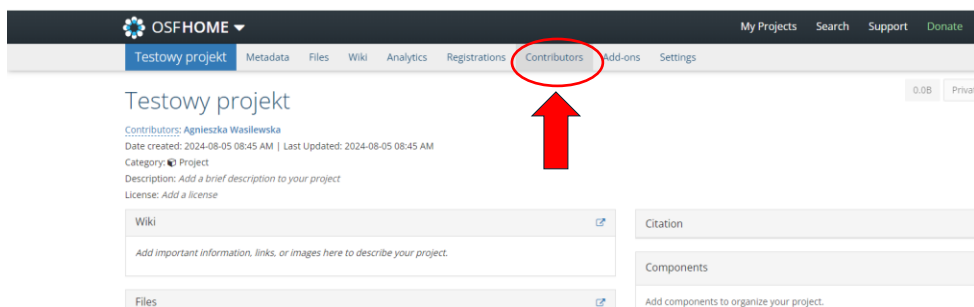 OSFHOME
My Projects Search Support Donate
Testowy projekt Metadata Files Wiki Analytics Registrations Contributors Add-ons Settings
Testowy projekt
0.0B
Contributors: Agnieszka Wasilewska
Date created: 2024-08-05 08:45 AM | Last Updated: 2024-08-05 08:45 AM
Category: Project
Description: Add a brief description to your project
License: Add a license
Wiki
Add important information, links, or images here to describe your project.
Files
Citation
Components
Add components to organize your project.